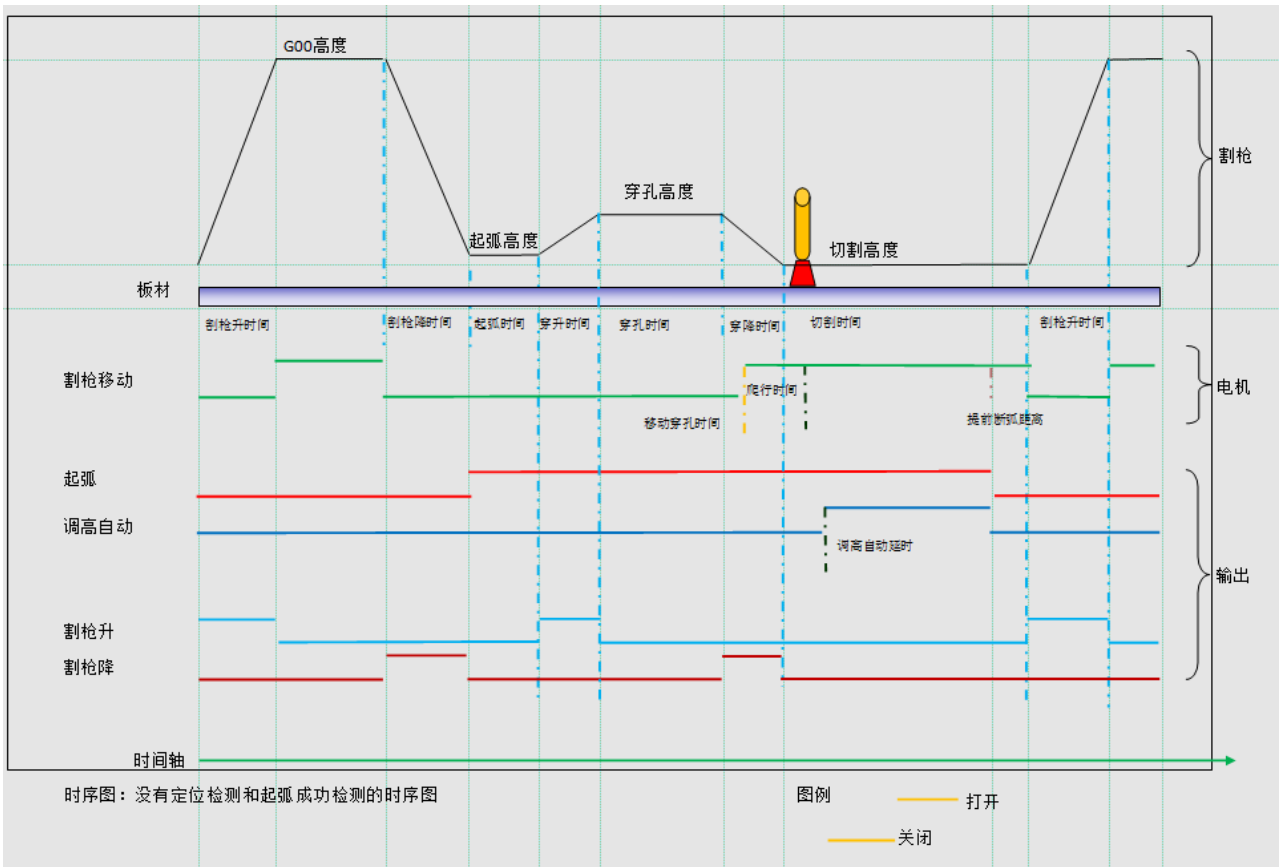 G00高度
割枪
穿孔高度
起弧高度
切割高度
板材
割枪升时间
割枪降时间
起弧时间
穿升时间
穿孔时间
穿降时间
切割时间
割枪升时间
割枪移动
爬行时间
电机
移动穿孔时间
提前断弧距离
起弧
调高自动
调高自动延时
输出
割枪升
割枪降
时间轴
时序图：没有定位检测和起弧成功检测的时序图
图例
打开
关闭